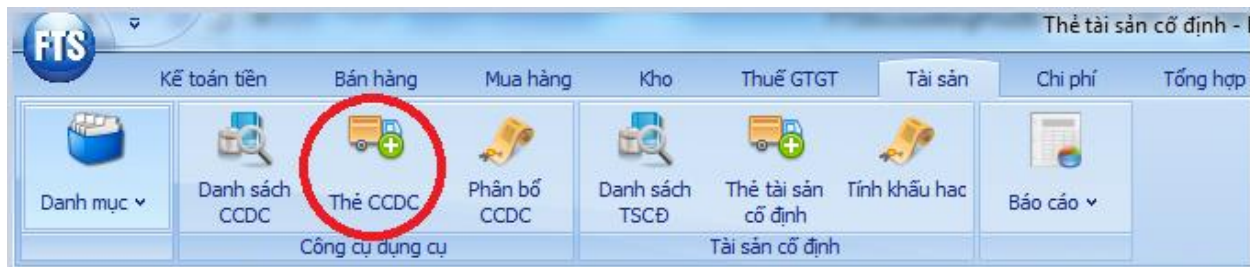 FTS
Thẻ tài sản cố định -
Kế toán tiền
Bán hàng
Mua hàng
Kho
Thuế GTGT
Tài sản
Chi phí
Tổng hợp
Danh mục
Danh sách
CCDC
Thẻ CCDC
Phân bổ
CCDC
Danh sách
TSCĐ
Thẻ tài sản
cố định
Tính khấu hao
Báo cáo
Công cụ dụng cụ
Tài sản cố định